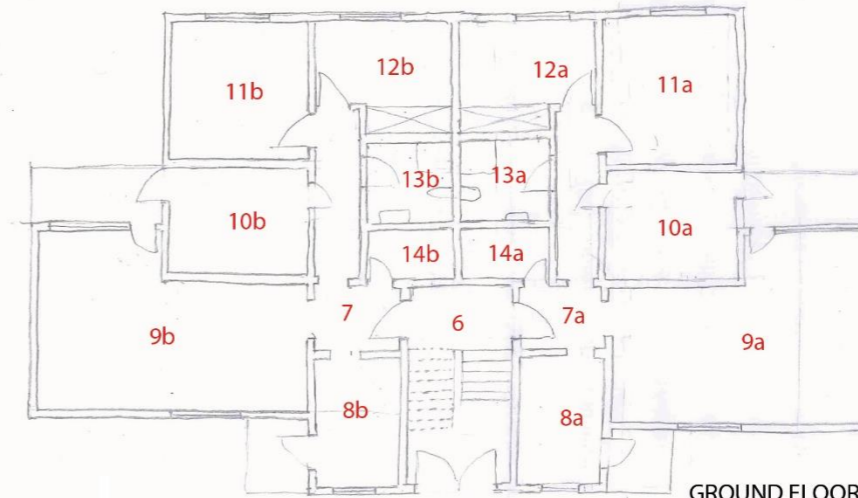 12b 12a
11b 11a
13b 13a
10b 10a
14b 14a
7 6 7a
9b 9a
8b 8a
GROUND FLOOR